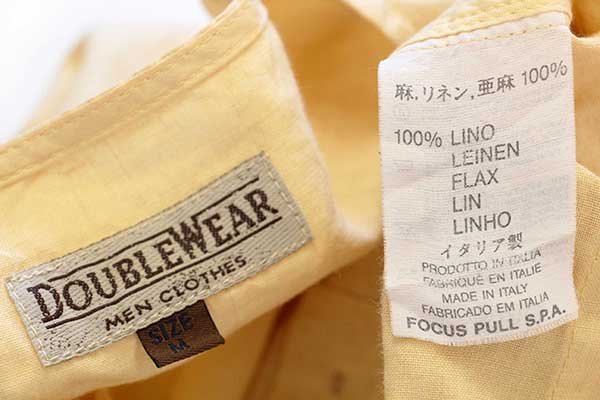 DOUBLEWEAR
MEN CLOTHES
SIZE
M
麻,リネン,亜麻 100%
100% LINO
LEINEN
FLAX
LIN
LINHO
イタリア製
PRODOTTO IN ITALIA
FABRIQUÉ EN ITALIE
MADE IN ITALY
FABRICADO EM ITALIA
FOCUS PULL S.P.A.